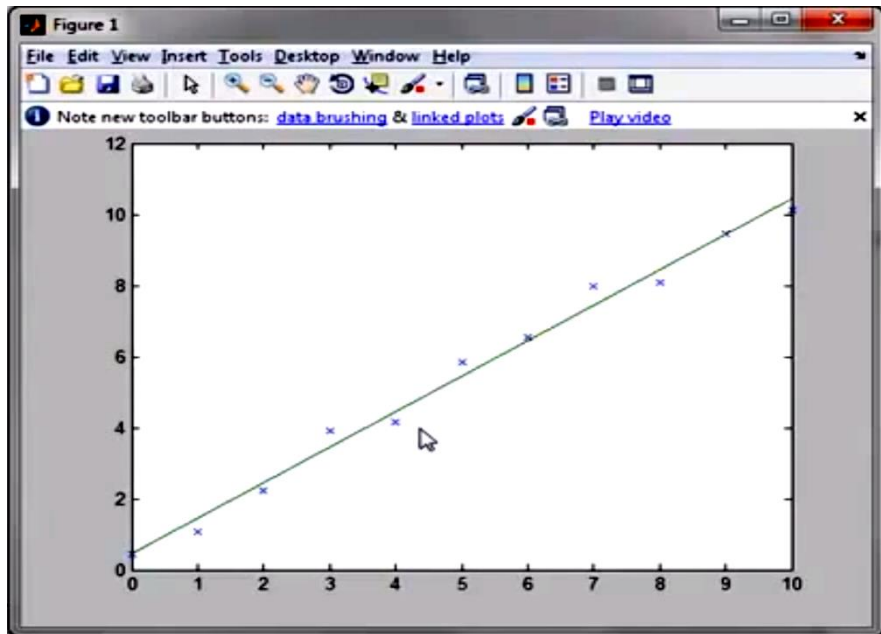 Figure 1
File Edit View Insert Tools Desktop Window Help
Note new toolbar buttons: data brushing & linked plots Play video
12
10
8
6
4
2
0
0 1 2 3 4 5 6 7 8 9 10